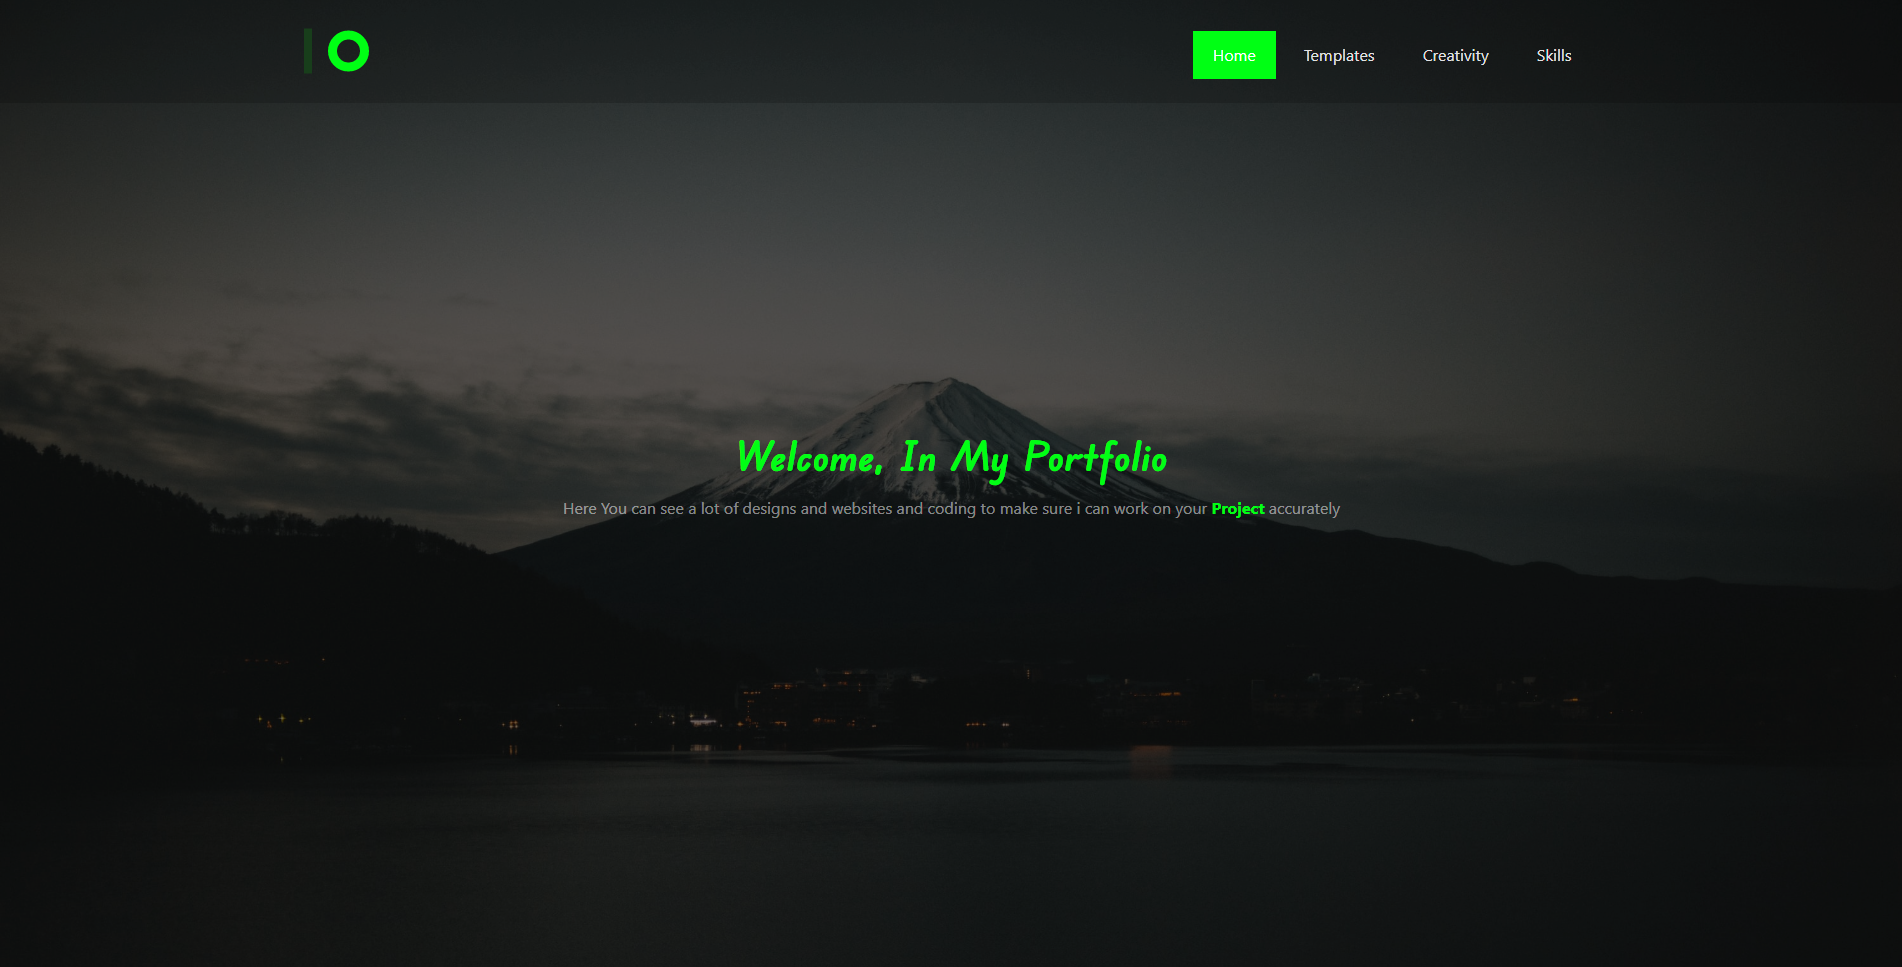 Home Templates Creativity Skills
Welcome, In My Portfolio
Here You can see a lot of designs and websites and coding to make sure i can work on your Project accurately